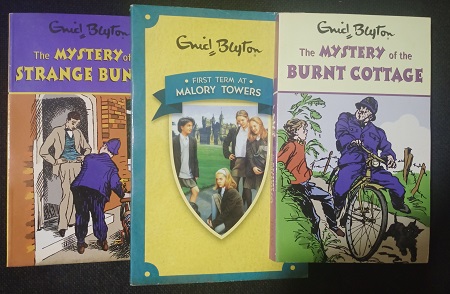 Enid Blyton
The MYSTERY of
STRANGE BUN
Enid Blyton
FIRST TERM AT
MALORY TOWERS
Enid Blyton
The MYSTERY of the
BURNT COTTAGE